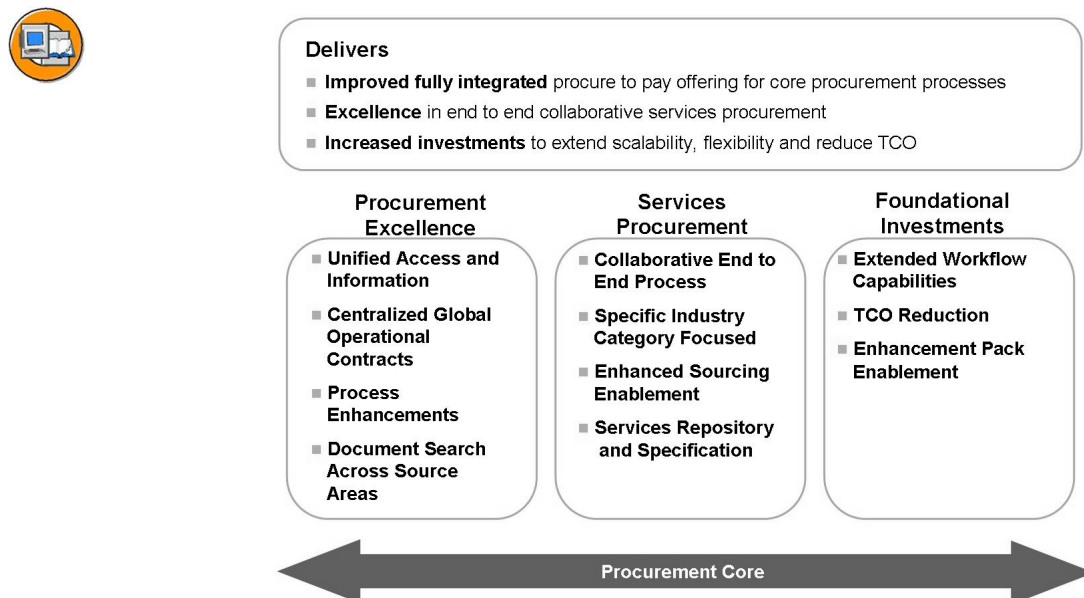 Delivers
Improved fully integrated procure to pay offering for core procurement processes
Excellence in end to end collaborative services procurement
Increased investments to extend scalability, flexibility and reduce TCO
Procurement
Excellence
Unified Access and
Information
Centralized Global
Operational
Contracts
Process
Enhancements
Document Search
Across Source
Areas
Services
Procurement
Collaborative End to
End Process
Specific Industry
Category Focused
Enhanced Sourcing
Enablement
Services Repository
and Specification
Foundational
Investments
Extended Workflow
Capabilities
TCO Reduction
Enhancement Pack
Enablement
Procurement Core